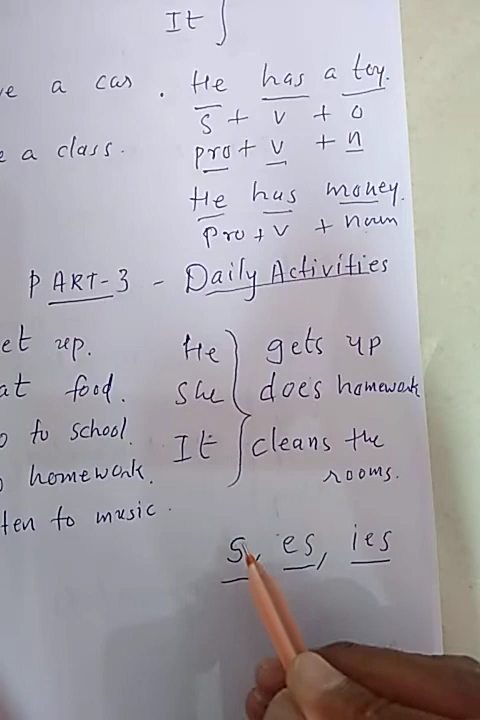 It }
a car. He has a toy.
S + v + o
a class. pro + v + n
He has money.
pro + v + noun
PART-3 - Daily Activities
up. He } gets up
food. She } does homework
to school. It } cleans the
homework. rooms.
to music.
s, es, ies